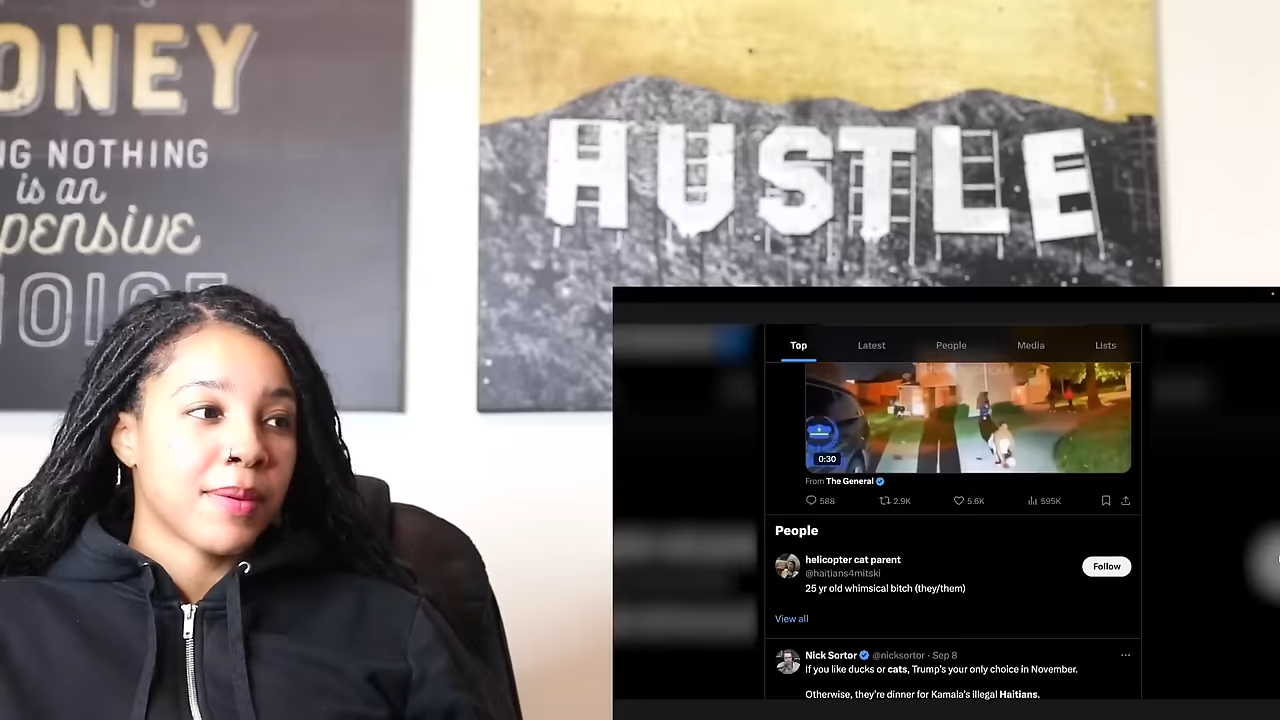 ONEY
NG NOTHING
is an
pensive
HOICE
HUSTLE
Top
Latest
People
Media
Lists
0:30
From The General
588
2.9K
5.6K
595K
People
helicopter cat parent
@haitians4mitski
25 yr old whimsical bitch (they/them)
Follow
View all
Nick Sortor @nicksortor · Sep 8
If you like ducks or cats, Trump's your only choice in November.
Otherwise, they're dinner for Kamala's illegal Haitians.